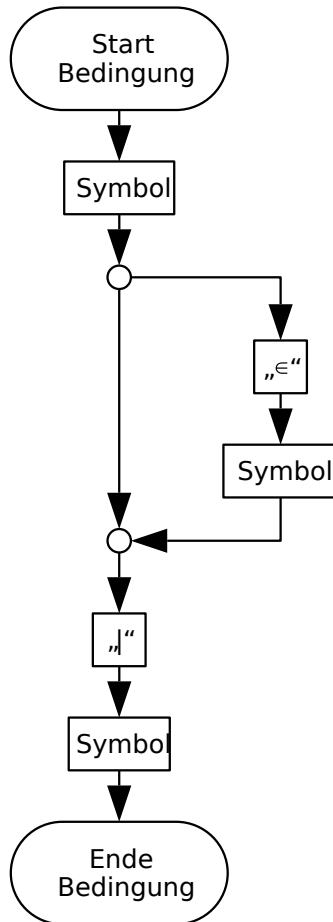 Start
Bedingung
Symbol
„∈“
Symbol
„|“
Symbol
Ende
Bedingung